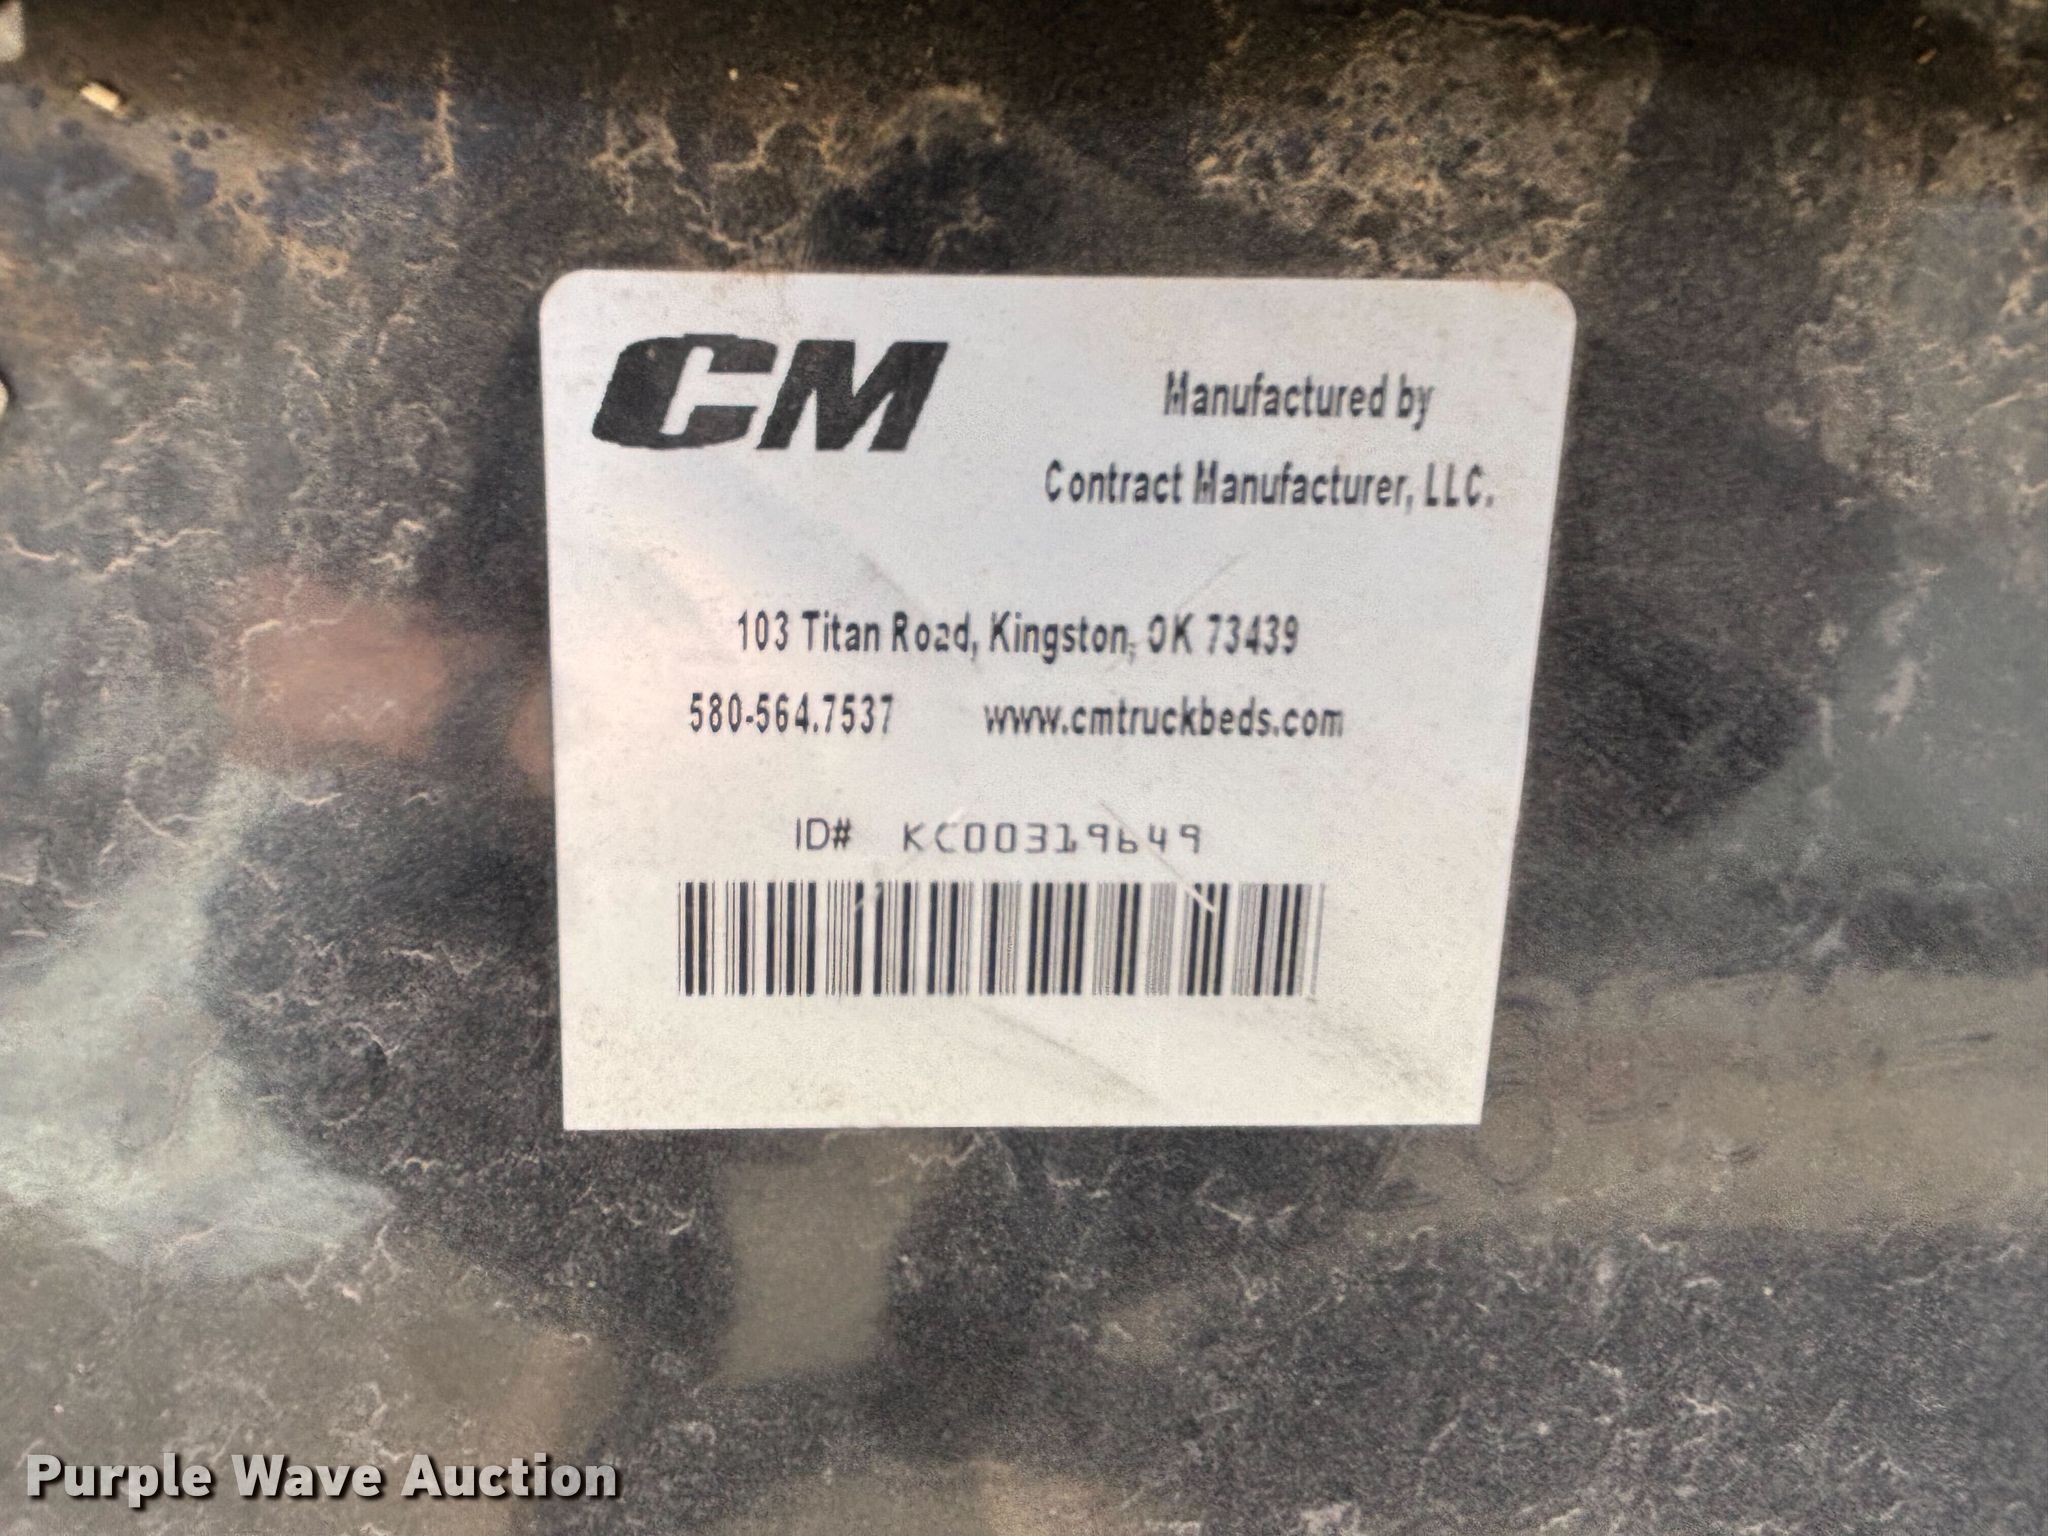 CM
Manufactured by
Contract Manufacturer, LLC.
103 Titan Road, Kingston, OK 73439
580-564.7537 www.cmtruckbeds.com
ID# KC00319649
Purple Wave Auction